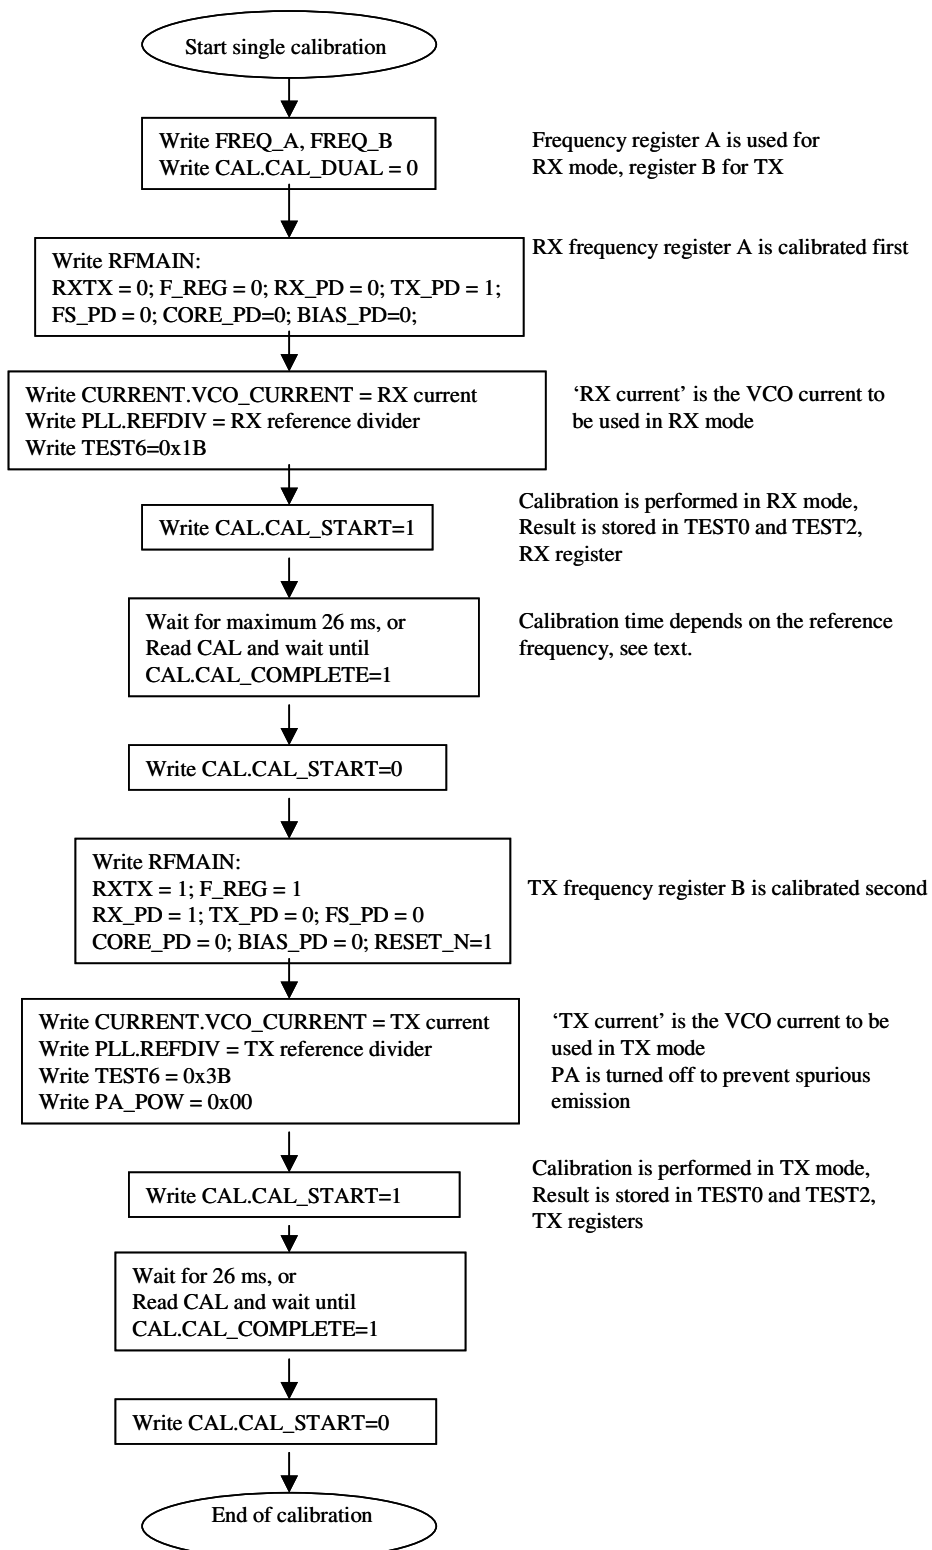 Start single calibration
Write FREQ_A, FREQ_B
Write CAL.CAL_DUAL = 0
Frequency register A is used for
RX mode, register B for TX
Write RFMAIN:
RXTX = 0; F_REG = 0; RX_PD = 0; TX_PD = 1;
FS_PD = 0; CORE_PD=0; BIAS_PD=0;
RX frequency register A is calibrated first
Write CURRENT.VCO_CURRENT = RX current
Write PLL.REFDIV = RX reference divider
Write TEST6=0x1B
‘RX current’ is the VCO current to
be used in RX mode
Write CAL.CAL_START=1
Calibration is performed in RX mode,
Result is stored in TEST0 and TEST2,
RX register
Wait for maximum 26 ms, or
Read CAL and wait until
CAL.CAL_COMPLETE=1
Calibration time depends on the reference
frequency, see text.
Write CAL.CAL_START=0
Write RFMAIN:
RXTX = 1; F_REG = 1
RX_PD = 1; TX_PD = 0; FS_PD = 0
CORE_PD = 0; BIAS_PD = 0; RESET_N=1
TX frequency register B is calibrated second
Write CURRENT.VCO_CURRENT = TX current
Write PLL.REFDIV = TX reference divider
Write TEST6 = 0x3B
Write PA_POW = 0x00
‘TX current’ is the VCO current to be
used in TX mode
PA is turned off to prevent spurious
emission
Write CAL.CAL_START=1
Calibration is performed in TX mode,
Result is stored in TEST0 and TEST2,
TX registers
Wait for 26 ms, or
Read CAL and wait until
CAL.CAL_COMPLETE=1
Write CAL.CAL_START=0
End of calibration